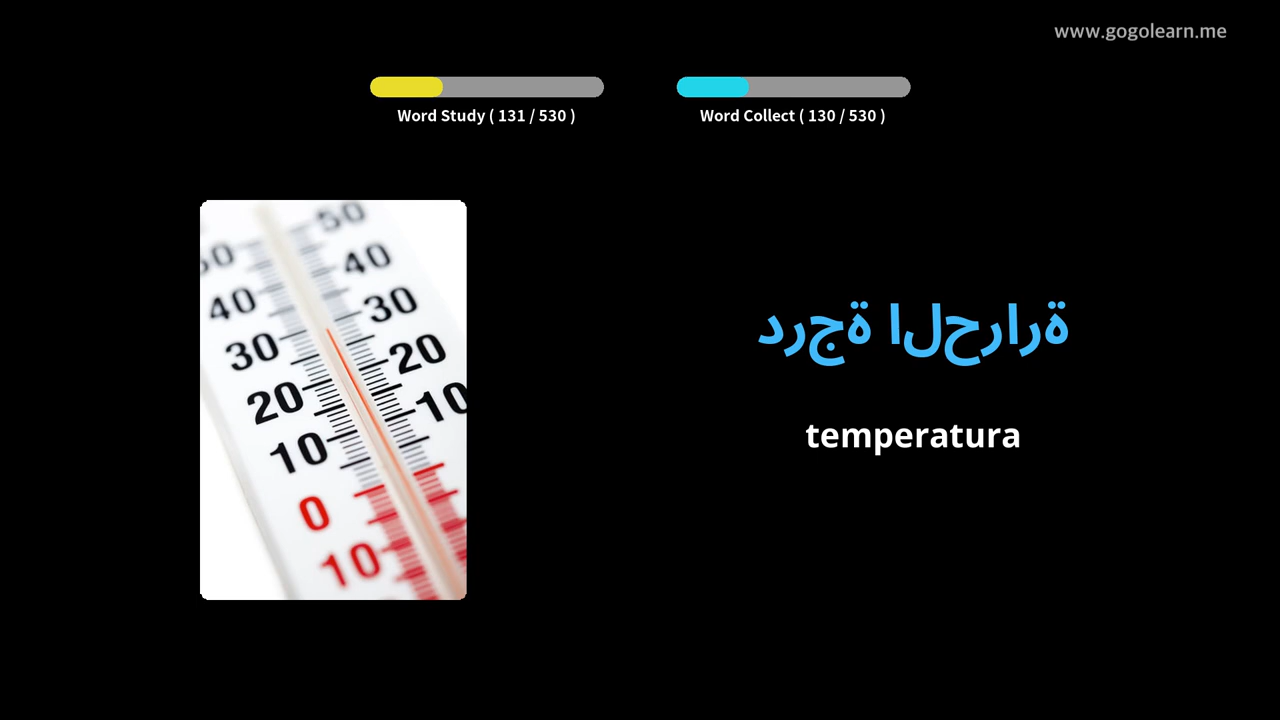 www.gogolearn.me
Word Study ( 131 / 530 )
Word Collect ( 130 / 530 )
50
50 40
40 30
30 20
20 10
10
0
10
درجة الحرارة
temperatura